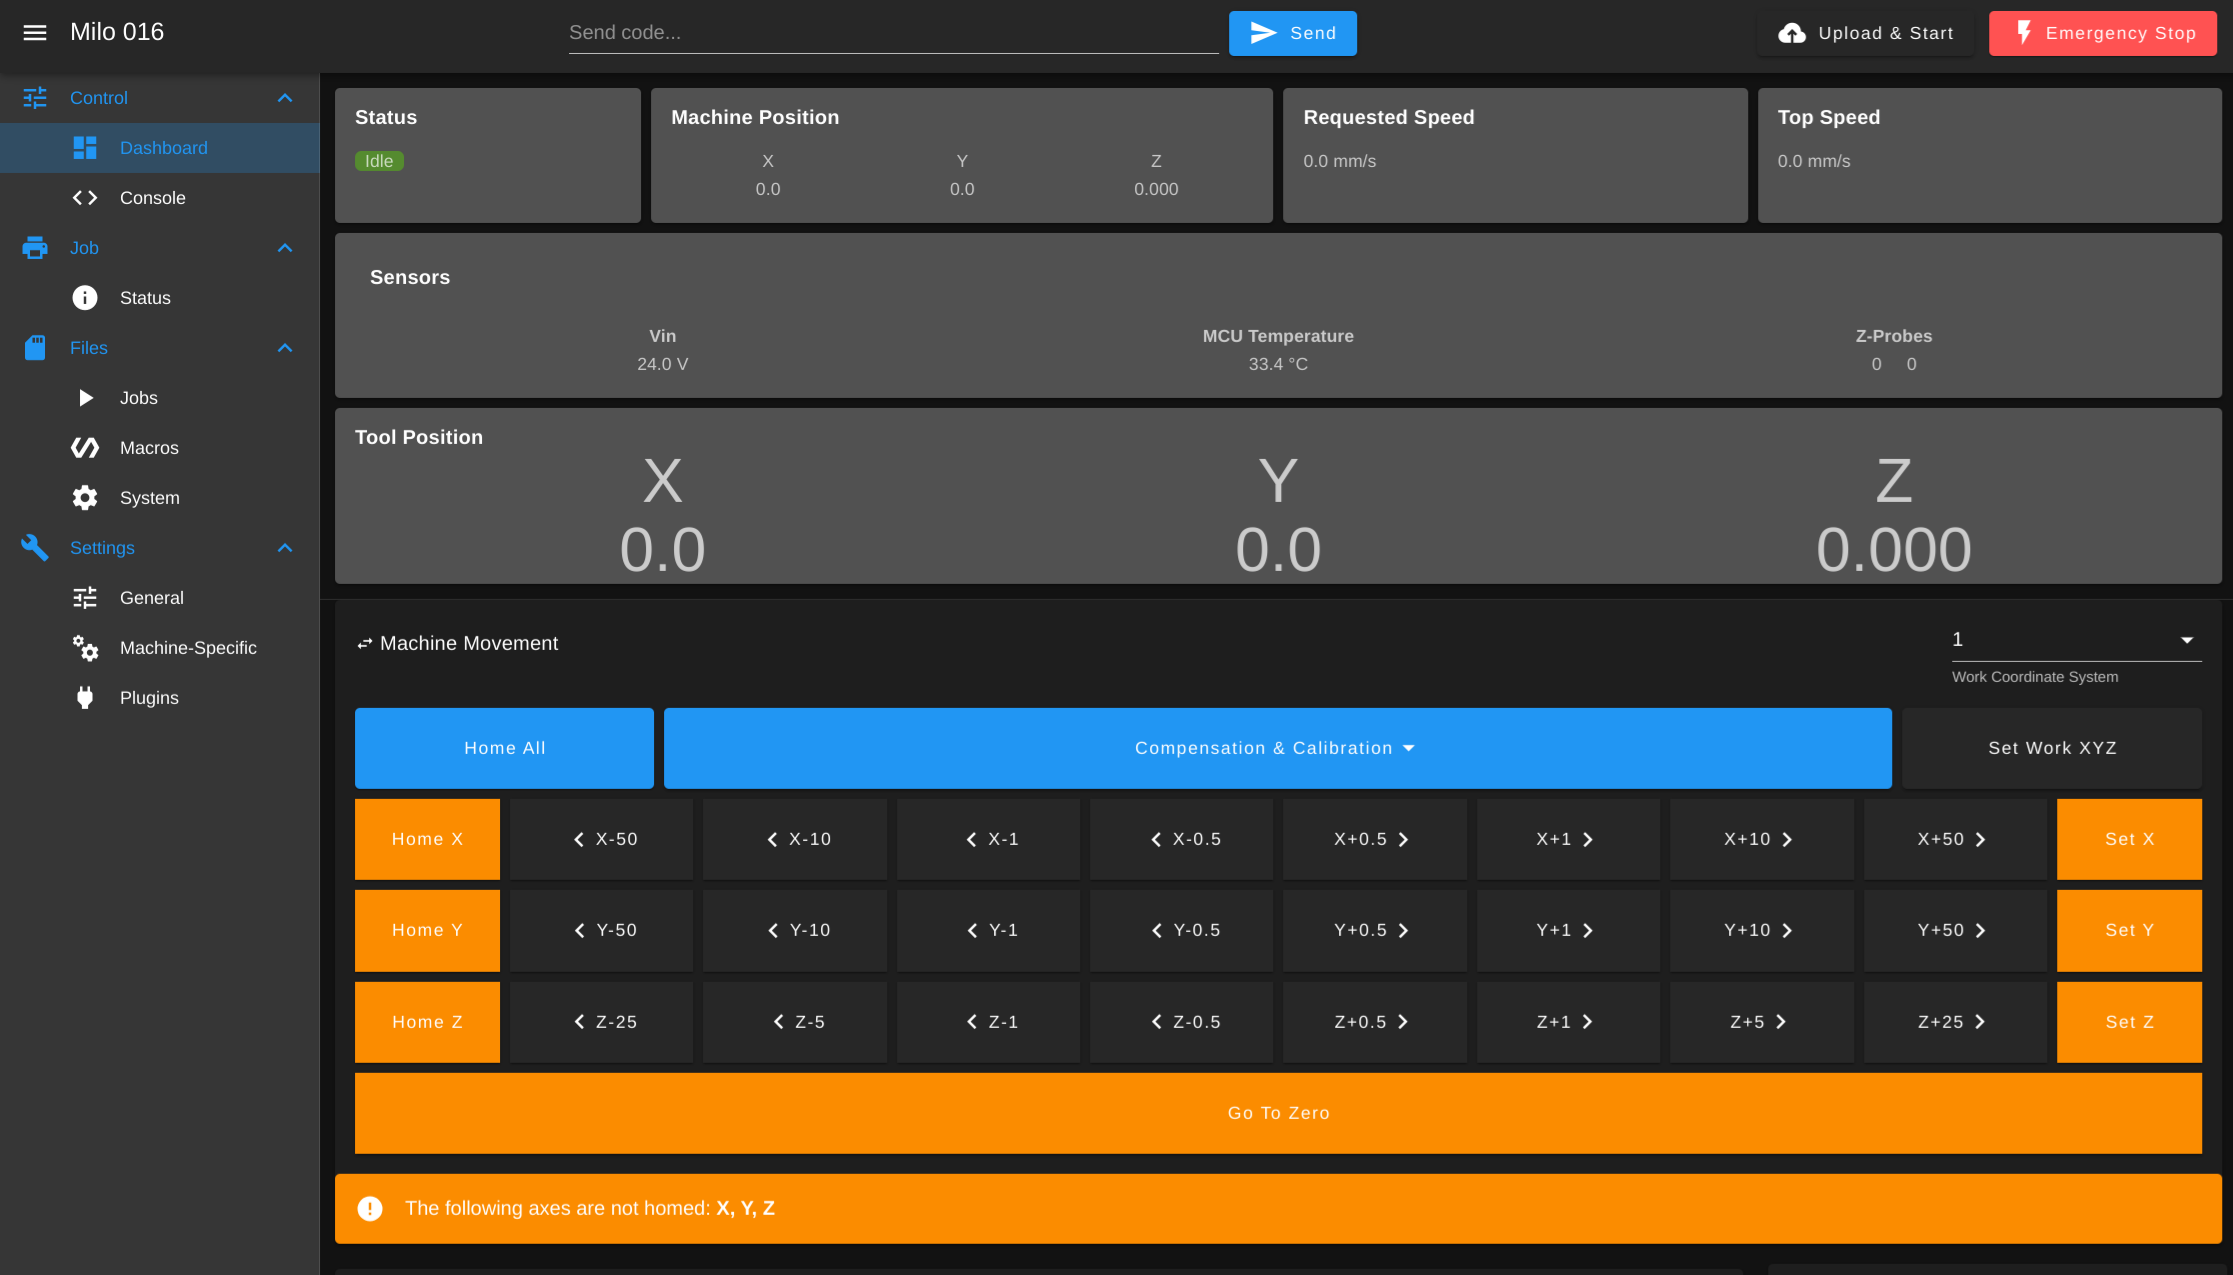 Milo 016
Send code...
Send
Upload & Start
Emergency Stop
Control
Dashboard
Console
Job
Status
Files
Jobs
Macros
System
Settings
General
Machine-Specific
Plugins
Status
Idle
Machine Position
X Y Z
0.0 0.0 0.000
Requested Speed
0.0 mm/s
Top Speed
0.0 mm/s
Sensors
Vin MCU Temperature Z-Probes
24.0 V 33.4 °C 0 0
Tool Position
X Y Z
0.0 0.0 0.000
Machine Movement
1
Work Coordinate System
Home All Compensation & Calibration Set Work XYZ
Home X X-50 X-10 X-1 X-0.5 X+0.5 X+1 X+10 X+50 Set X
Home Y Y-50 Y-10 Y-1 Y-0.5 Y+0.5 Y+1 Y+10 Y+50 Set Y
Home Z Z-25 Z-5 Z-1 Z-0.5 Z+0.5 Z+1 Z+5 Z+25 Set Z
Go To Zero
The following axes are not homed: X, Y, Z